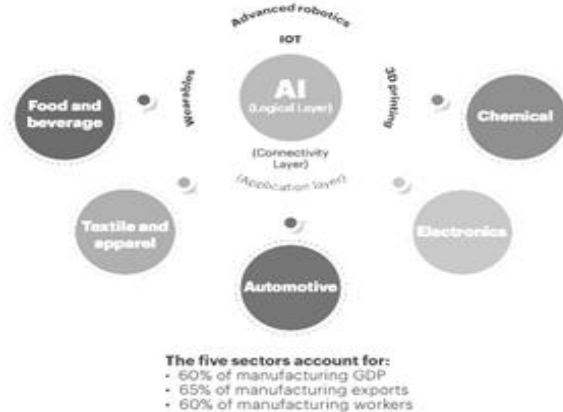 Advanced robotics
IOT
Wearables
AI
(Logical Layer)
3D printing
(Connectivity
Layer)
(Application layer)
Food and
beverage
Chemical
Textile and
apparel
Electronics
Automotive
The five sectors account for:
• 60% of manufacturing GDP
• 65% of manufacturing exports
• 60% of manufacturing workers